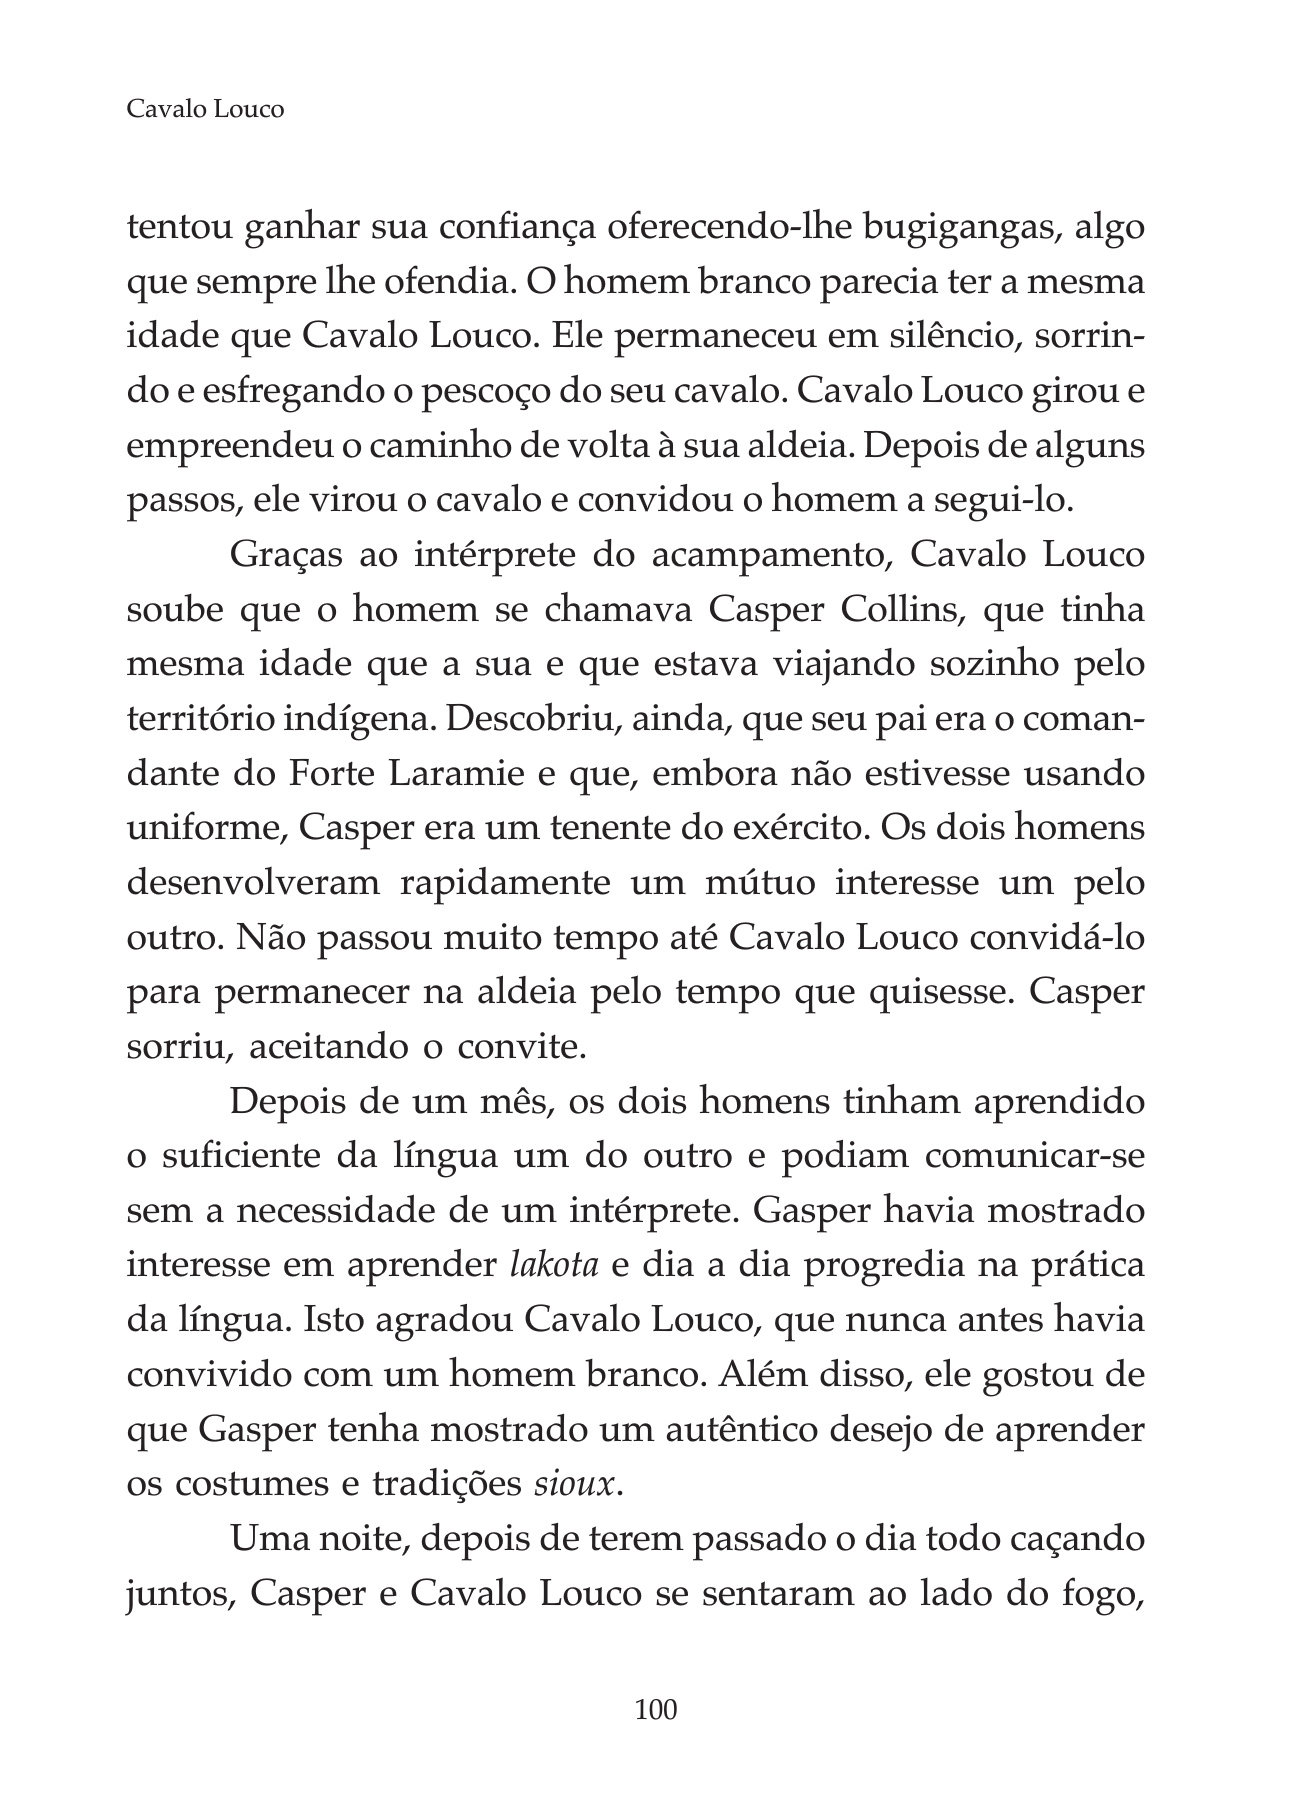 Cavalo Louco
tentou ganhar sua confiança oferecendo-lhe bugigangas, algo
que sempre lhe ofendia. O homem branco parecia ter a mesma
idade que Cavalo Louco. Ele permaneceu em silêncio, sorrin-
do e esfregando o pescoço do seu cavalo. Cavalo Louco girou e
empreendeu o caminho de volta à sua aldeia. Depois de alguns
passos, ele virou o cavalo e convidou o homem a segui-lo.
Graças ao intérprete do acampamento, Cavalo Louco
soube que o homem se chamava Casper Collins, que tinha
mesma idade que a sua e que estava viajando sozinho pelo
território indígena. Descobriu, ainda, que seu pai era o coman-
dante do Forte Laramie e que, embora não estivesse usando
uniforme, Casper era um tenente do exército. Os dois homens
desenvolveram rapidamente um mútuo interesse um pelo
outro. Não passou muito tempo até Cavalo Louco convidá-lo
para permanecer na aldeia pelo tempo que quisesse. Casper
sorriu, aceitando o convite.
Depois de um mês, os dois homens tinham aprendido
o suficiente da língua um do outro e podiam comunicar-se
sem a necessidade de um intérprete. Gasper havia mostrado
interesse em aprender lakota e dia a dia progredia na prática
da língua. Isto agradou Cavalo Louco, que nunca antes havia
convivido com um homem branco. Além disso, ele gostou de
que Gasper tenha mostrado um autêntico desejo de aprender
os costumes e tradições sioux.
Uma noite, depois de terem passado o dia todo caçando
juntos, Casper e Cavalo Louco se sentaram ao lado do fogo,
100